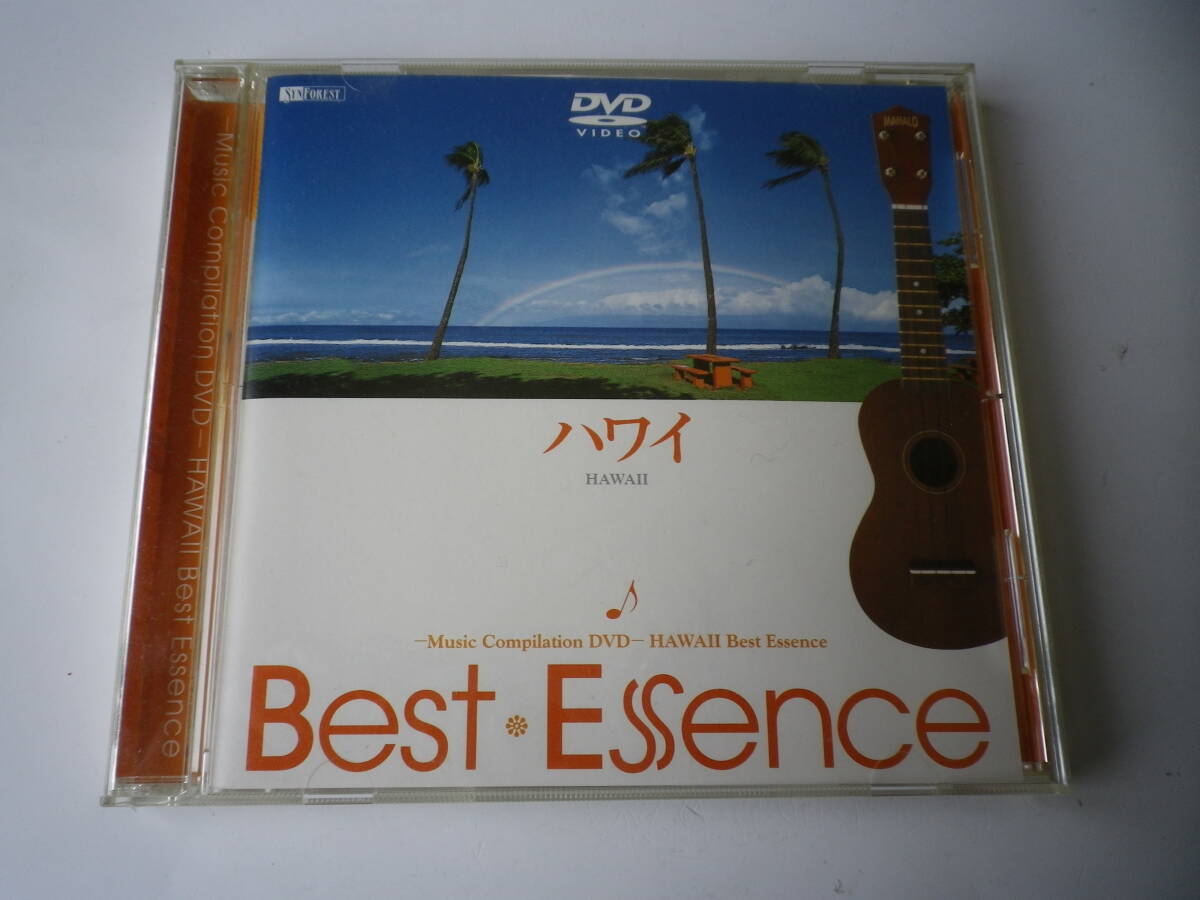 SYNFOREST
DVD
VIDEO
MAHALO
ハワイ
HAWAII
−Music Compilation DVD− HAWAII Best Essence
Best Essence
Music Compilation DVD−HAWAII Best Essence